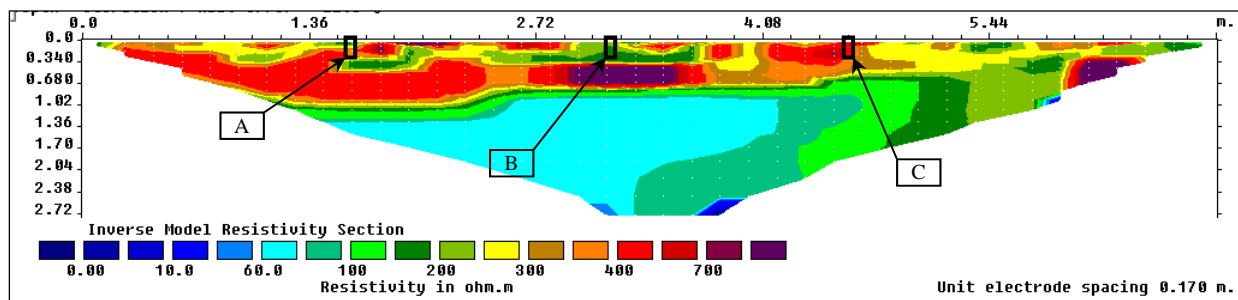 0.0 1.36 2.72 4.08 5.44 m.
0.0
0.340
0.680
1.02
1.36
1.70
2.04
2.38
2.72
A
B
C
Inverse Model Resistivity Section
0.00 10.0 60.0 100 200 300 400 700
Resistivity in ohm.m
Unit electrode spacing 0.170 m.